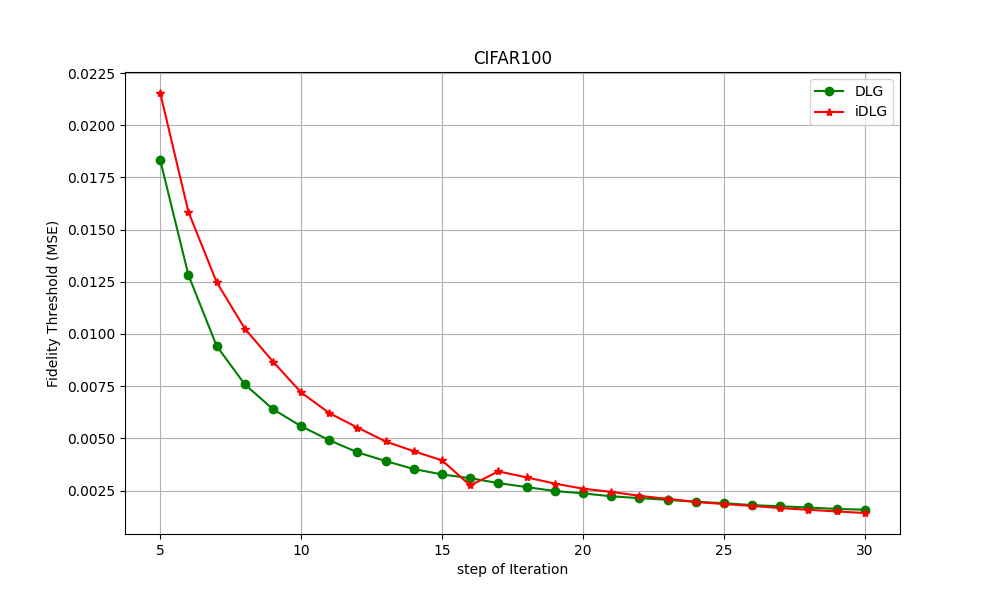 CIFAR100
0.0225
0.0200
0.0175
0.0150
0.0125
0.0100
0.0075
0.0050
0.0025
Fidelity Threshold (MSE)
DLG
iDLG
5 10 15 20 25 30
step of Iteration